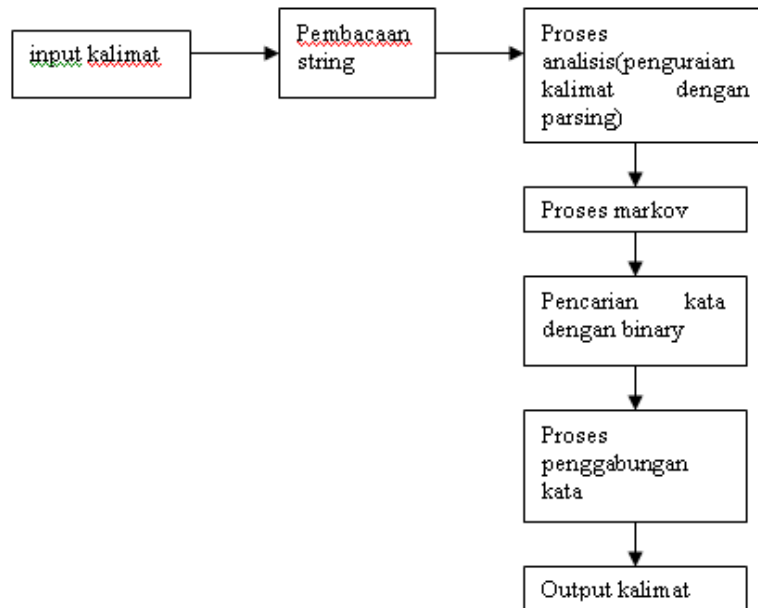 input kalimat
Pembacaan
string
Proses
analisis(penguraian
kalimat dengan
parsing)
Proses markov
Pencarian kata
dengan binary
Proses
penggabungan
kata
Output kalimat